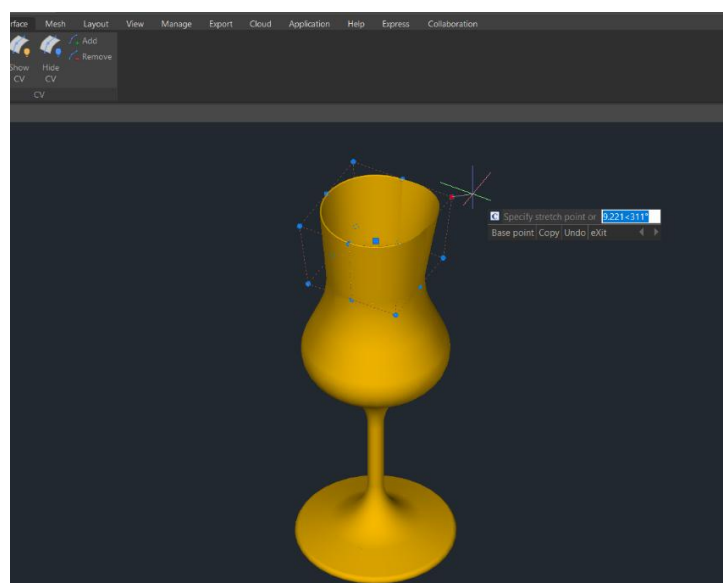 rface Mesh Layout View Manage Export Cloud Application Help Express Collaboration
Show CV
Hide CV
Add
Remove
CV
Specify stretch point or 9.221<311°
Base point Copy Undo eXit